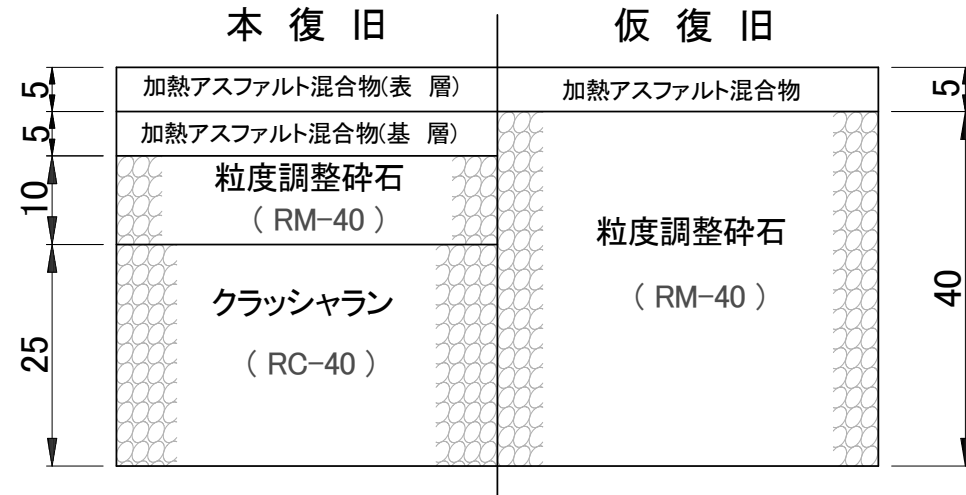 本 復 旧
仮 復 旧
5
加熱アスファルト混合物(表 層)
加熱アスファルト混合物
5
5
加熱アスファルト混合物(基 層)
10
粒度調整砕石
( RM-40 )
粒度調整砕石
( RM-40 )
40
25
クラッシャラン
( RC-40 )